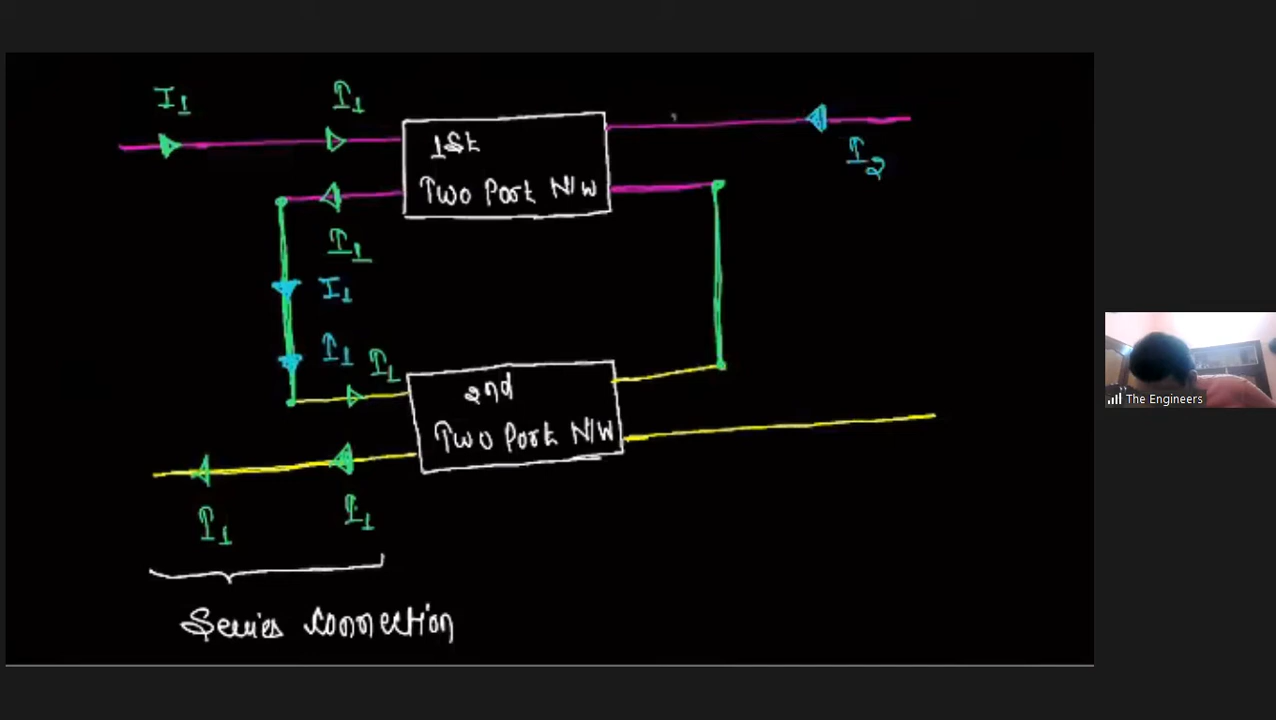 I1
I1
1st
Two Port N/W
I2
I1
I1
I1
I1
2nd
Two Port N/W
I1
I1
Series connection
The Engineers